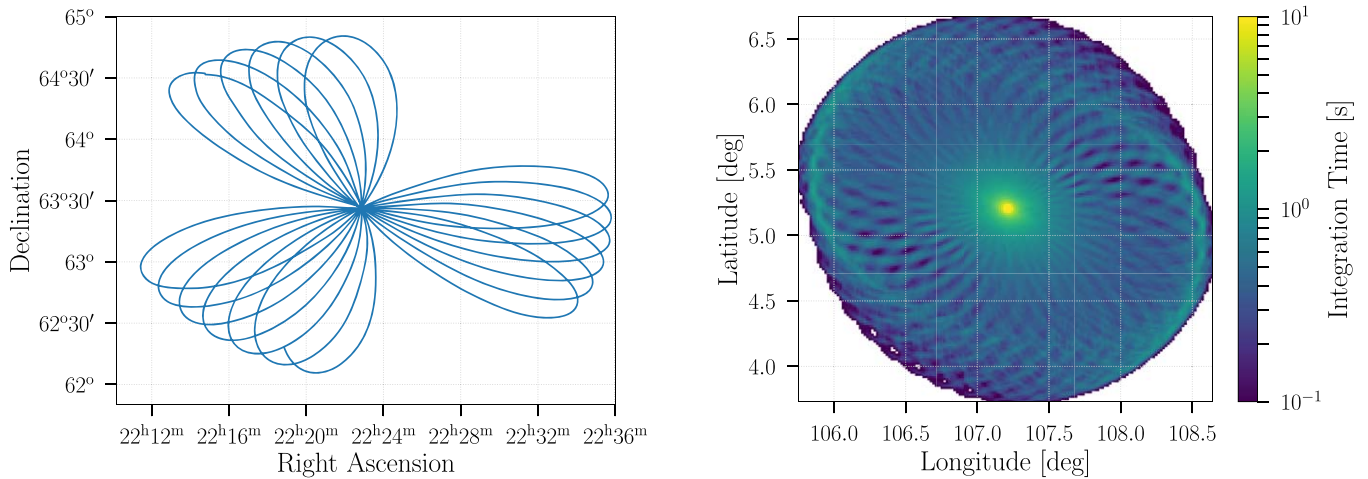 65°
64°30′
64°
63°30′
63°
62°30′
62°
Declination
22ʰ12ᵐ 22ʰ16ᵐ 22ʰ20ᵐ 22ʰ24ᵐ 22ʰ28ᵐ 22ʰ32ᵐ 22ʰ36ᵐ
Right Ascension
6.5
6.0
5.5
5.0
4.5
4.0
Latitude [deg]
106.0 106.5 107.0 107.5 108.0 108.5
Longitude [deg]
10¹
10⁰
10⁻¹
Integration Time [s]